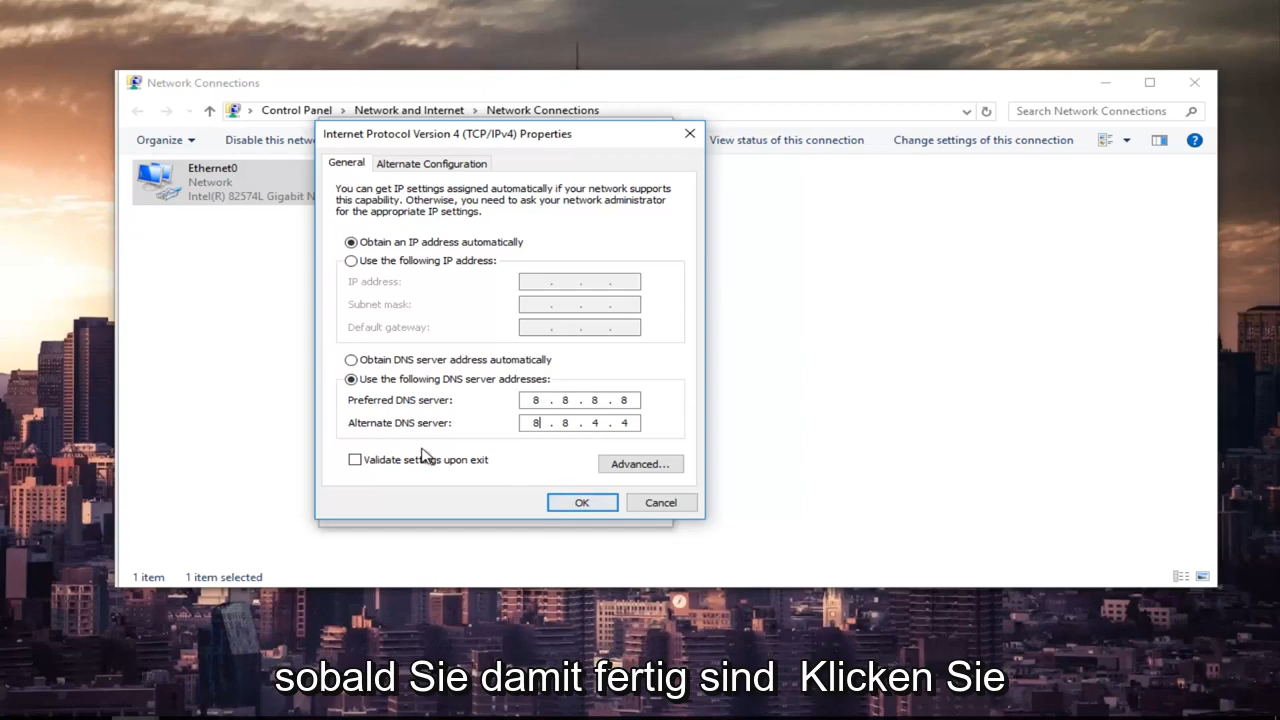 Network Connections
Control Panel > Network and Internet > Network Connections
Search Network Connections
Organize
Disable this netw
View status of this connection
Change settings of this connection
Ethernet0
Network
Intel(R) 82574L Gigabit N
Internet Protocol Version 4 (TCP/IPv4) Properties
General
Alternate Configuration
You can get IP settings assigned automatically if your network supports
this capability. Otherwise, you need to ask your network administrator
for the appropriate IP settings.
Obtain an IP address automatically
Use the following IP address:
IP address: . . .
Subnet mask: . . .
Default gateway: . . .
Obtain DNS server address automatically
Use the following DNS server addresses:
Preferred DNS server: 8 . 8 . 8 . 8
Alternate DNS server: 8 . 8 . 4 . 4
Validate settings upon exit
Advanced...
OK
Cancel
1 item
1 item selected
sobald Sie damit fertig sind Klicken Sie